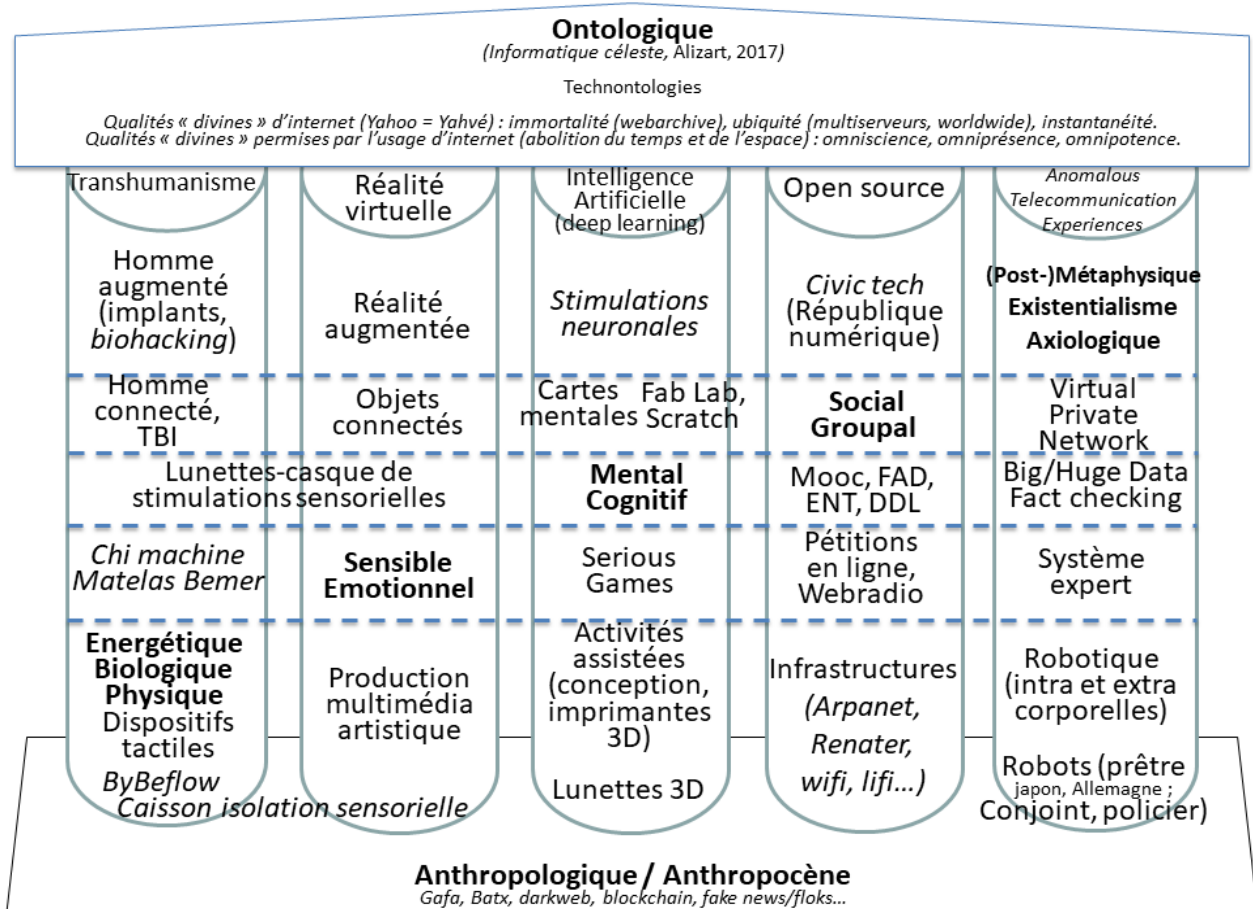 Ontologique
(Informatique céleste, Alizart, 2017)
Technontologies
Qualités « divines » d'internet (Yahoo = Yahvé) : immortalité (webarchive), ubiquité (multiserveurs, worldwide), instantanéité.
Qualités « divines » permises par l'usage d'internet (abolition du temps et de l'espace) : omniscience, omniprésence, omnipotence.
Transhumanisme
Réalité
virtuelle
Intelligence
Artificielle
(deep learning)
Open source
Anomalous
Telecommunication
Experiences
Homme
augmenté
(implants,
biohacking)
Réalité
augmentée
Stimulations
neuronales
Civic tech
(République
numérique)
(Post-)Métaphysique
Existentialisme
Axiologique
Homme
connecté,
TBI
Objets
connectés
Cartes
mentales
Fab Lab,
Scratch
Social
Groupal
Virtual
Private
Network
Lunettes-casque de
stimulations sensorielles
Mental
Cognitif
Mooc, FAD,
ENT, DDL
Big/Huge Data
Fact checking
Chi machine
Matelas Bemer
Sensible
Emotionnel
Serious
Games
Pétitions
en ligne,
Webradio
Système
expert
Energétique
Biologique
Physique
Dispositifs
tactiles
ByBeflow
Caisson isolation sensorielle
Production
multimédia
artistique
Activités
assistées
(conception,
imprimantes
3D)
Lunettes 3D
Infrastructures
(Arpanet,
Renater,
wifi, lifi…)
Robotique
(intra et extra
corporelles)
Robots (prêtre
japon, Allemagne ;
Conjoint, policier)
Anthropologique / Anthropocène
Gafa, Batx, darkweb, blockchain, fake news/floks…